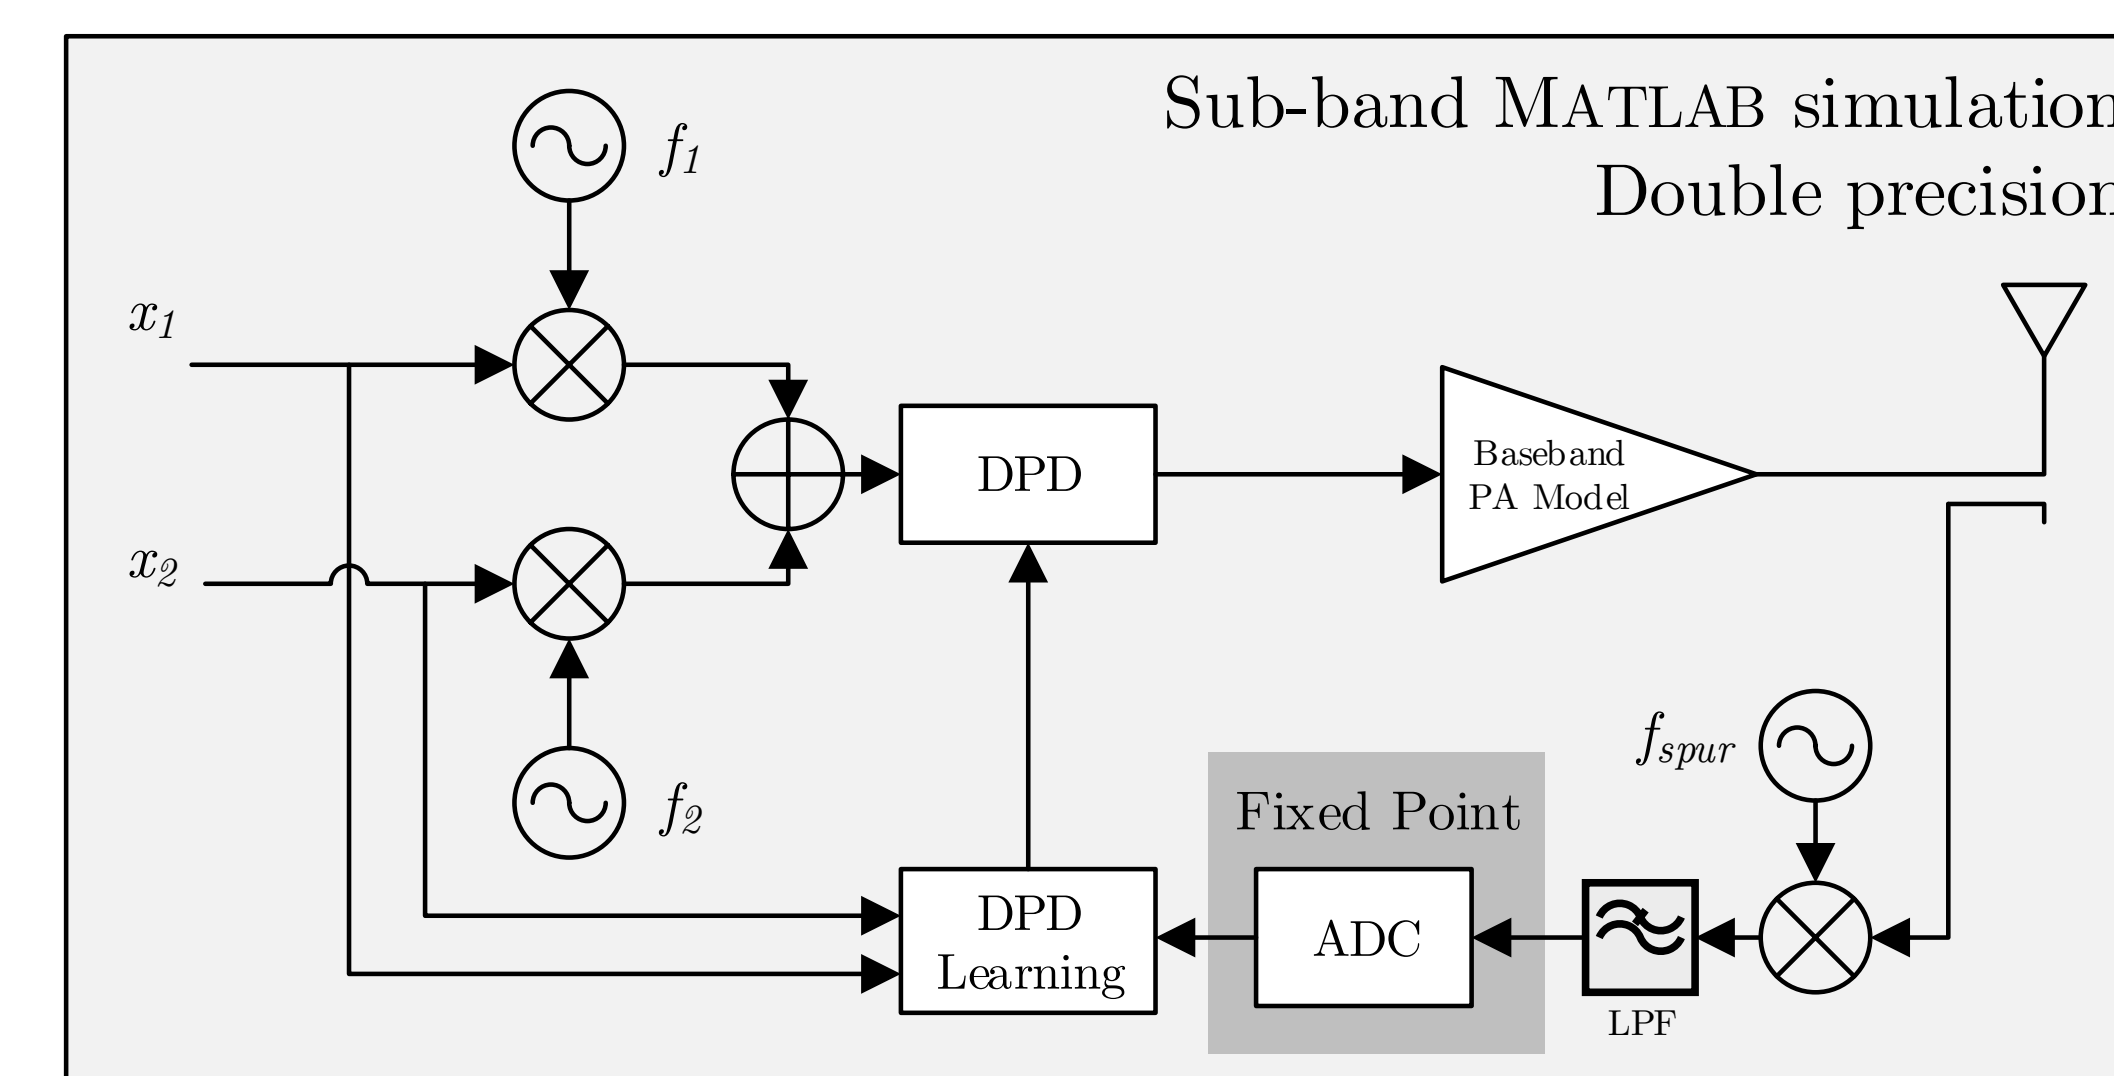 Sub-band MATLAB simulation
Double precision
f1
x1
x2
DPD
Baseband
PA Model
fspur
f2
Fixed Point
DPD
Learning
ADC
LPF